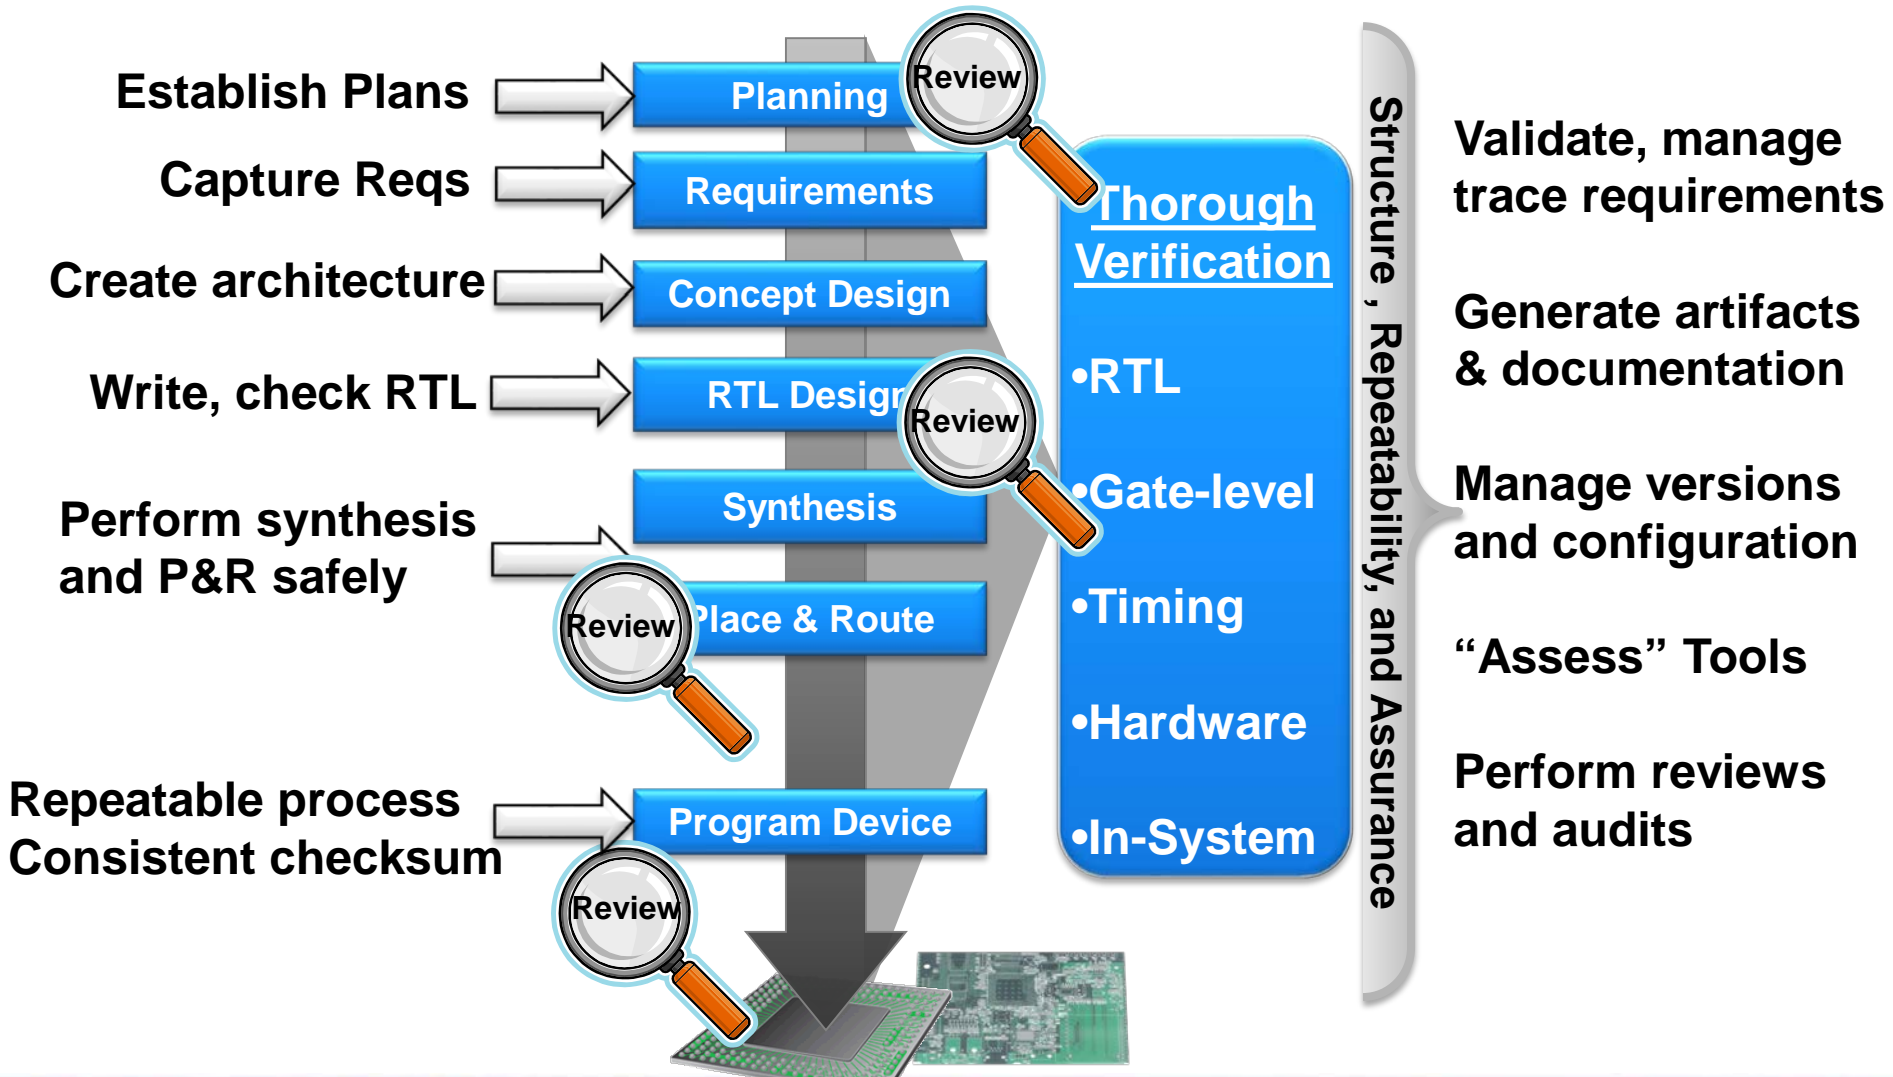 Establish Plans
Capture Reqs
Create architecture
Write, check RTL
Perform synthesis
and P&R safely
Repeatable process
Consistent checksum
Planning
Requirements
Concept Design
RTL Design
Synthesis
Place & Route
Program Device
Review
Review
Review
Review
Thorough
Verification
•RTL
•Gate-level
•Timing
•Hardware
•In-System
Structure , Repeatability, and Assurance
Validate, manage
trace requirements
Generate artifacts
& documentation
Manage versions
and configuration
“Assess” Tools
Perform reviews
and audits